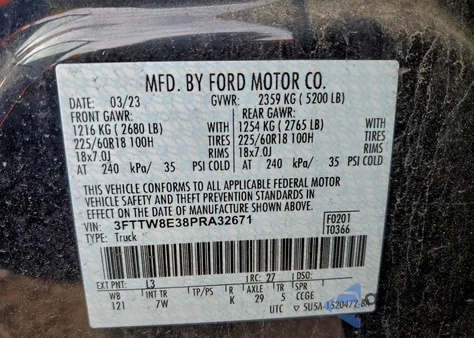 MFD. BY FORD MOTOR CO.
DATE: 03/23 GVWR: 2359 KG ( 5200 LB)
FRONT GAWR: REAR GAWR:
1216 KG ( 2680 LB) WITH 1254 KG ( 2765 LB) WITH
225/60R18 100H TIRES 225/60R18 100H TIRES
18x7.0J RIMS 18x7.0J RIMS
AT 240 kPa/ 35 PSI COLD AT 240 kPa/ 35 PSI COLD
THIS VEHICLE CONFORMS TO ALL APPLICABLE FEDERAL MOTOR
VEHICLE SAFETY AND THEFT PREVENTION STANDARDS IN EFFECT
ON THE DATE OF MANUFACTURE SHOWN ABOVE.
VIN: 3FTTW8E38PRA32671 F0201
TYPE: Truck T0366
EXT PNT: L3 RC: 27 DSO:
WB INT TR TP/PS R AXLE TR SPR
121 7W K 29 5 CCGE
UTC